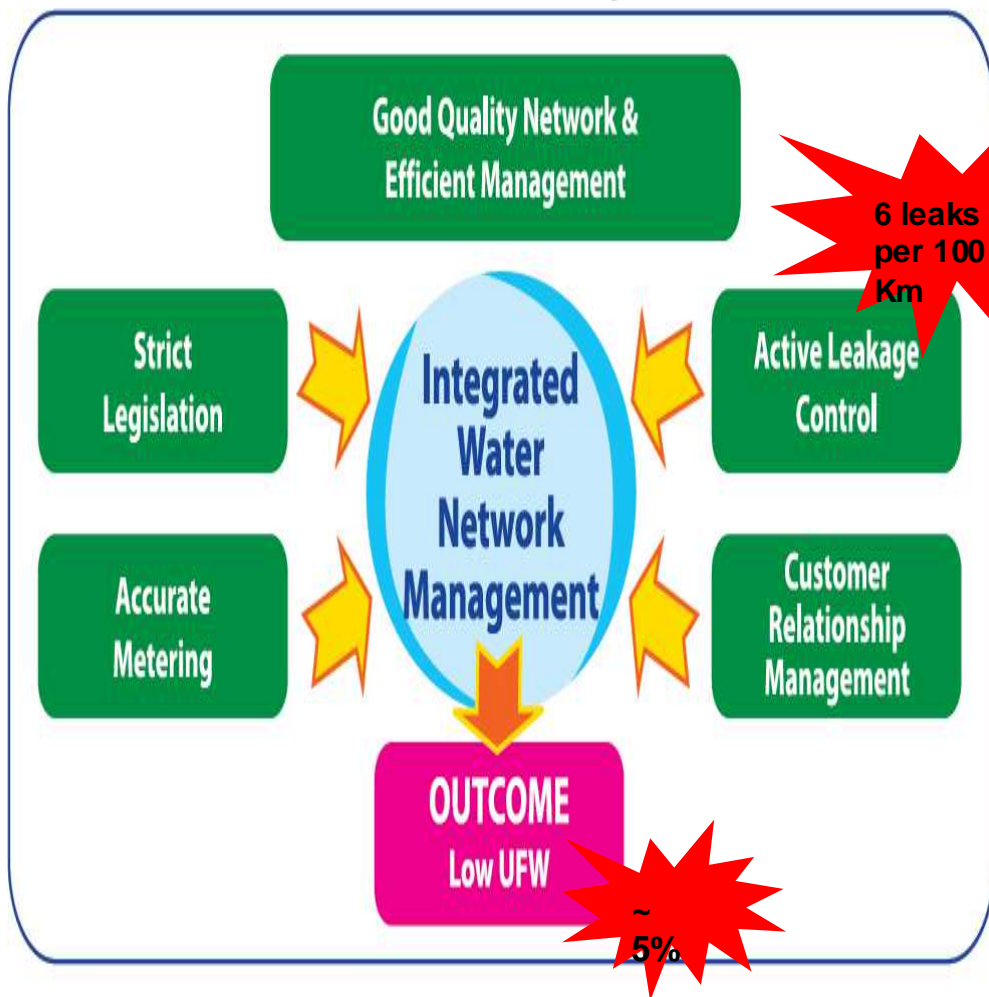 Good Quality Network &
Efficient Management
6 leaks
per 100
Km
Strict
Legislation
Integrated
Water
Network
Management
Active Leakage
Control
Accurate
Metering
Customer
Relationship
Management
OUTCOME
Low UFW
~
5%